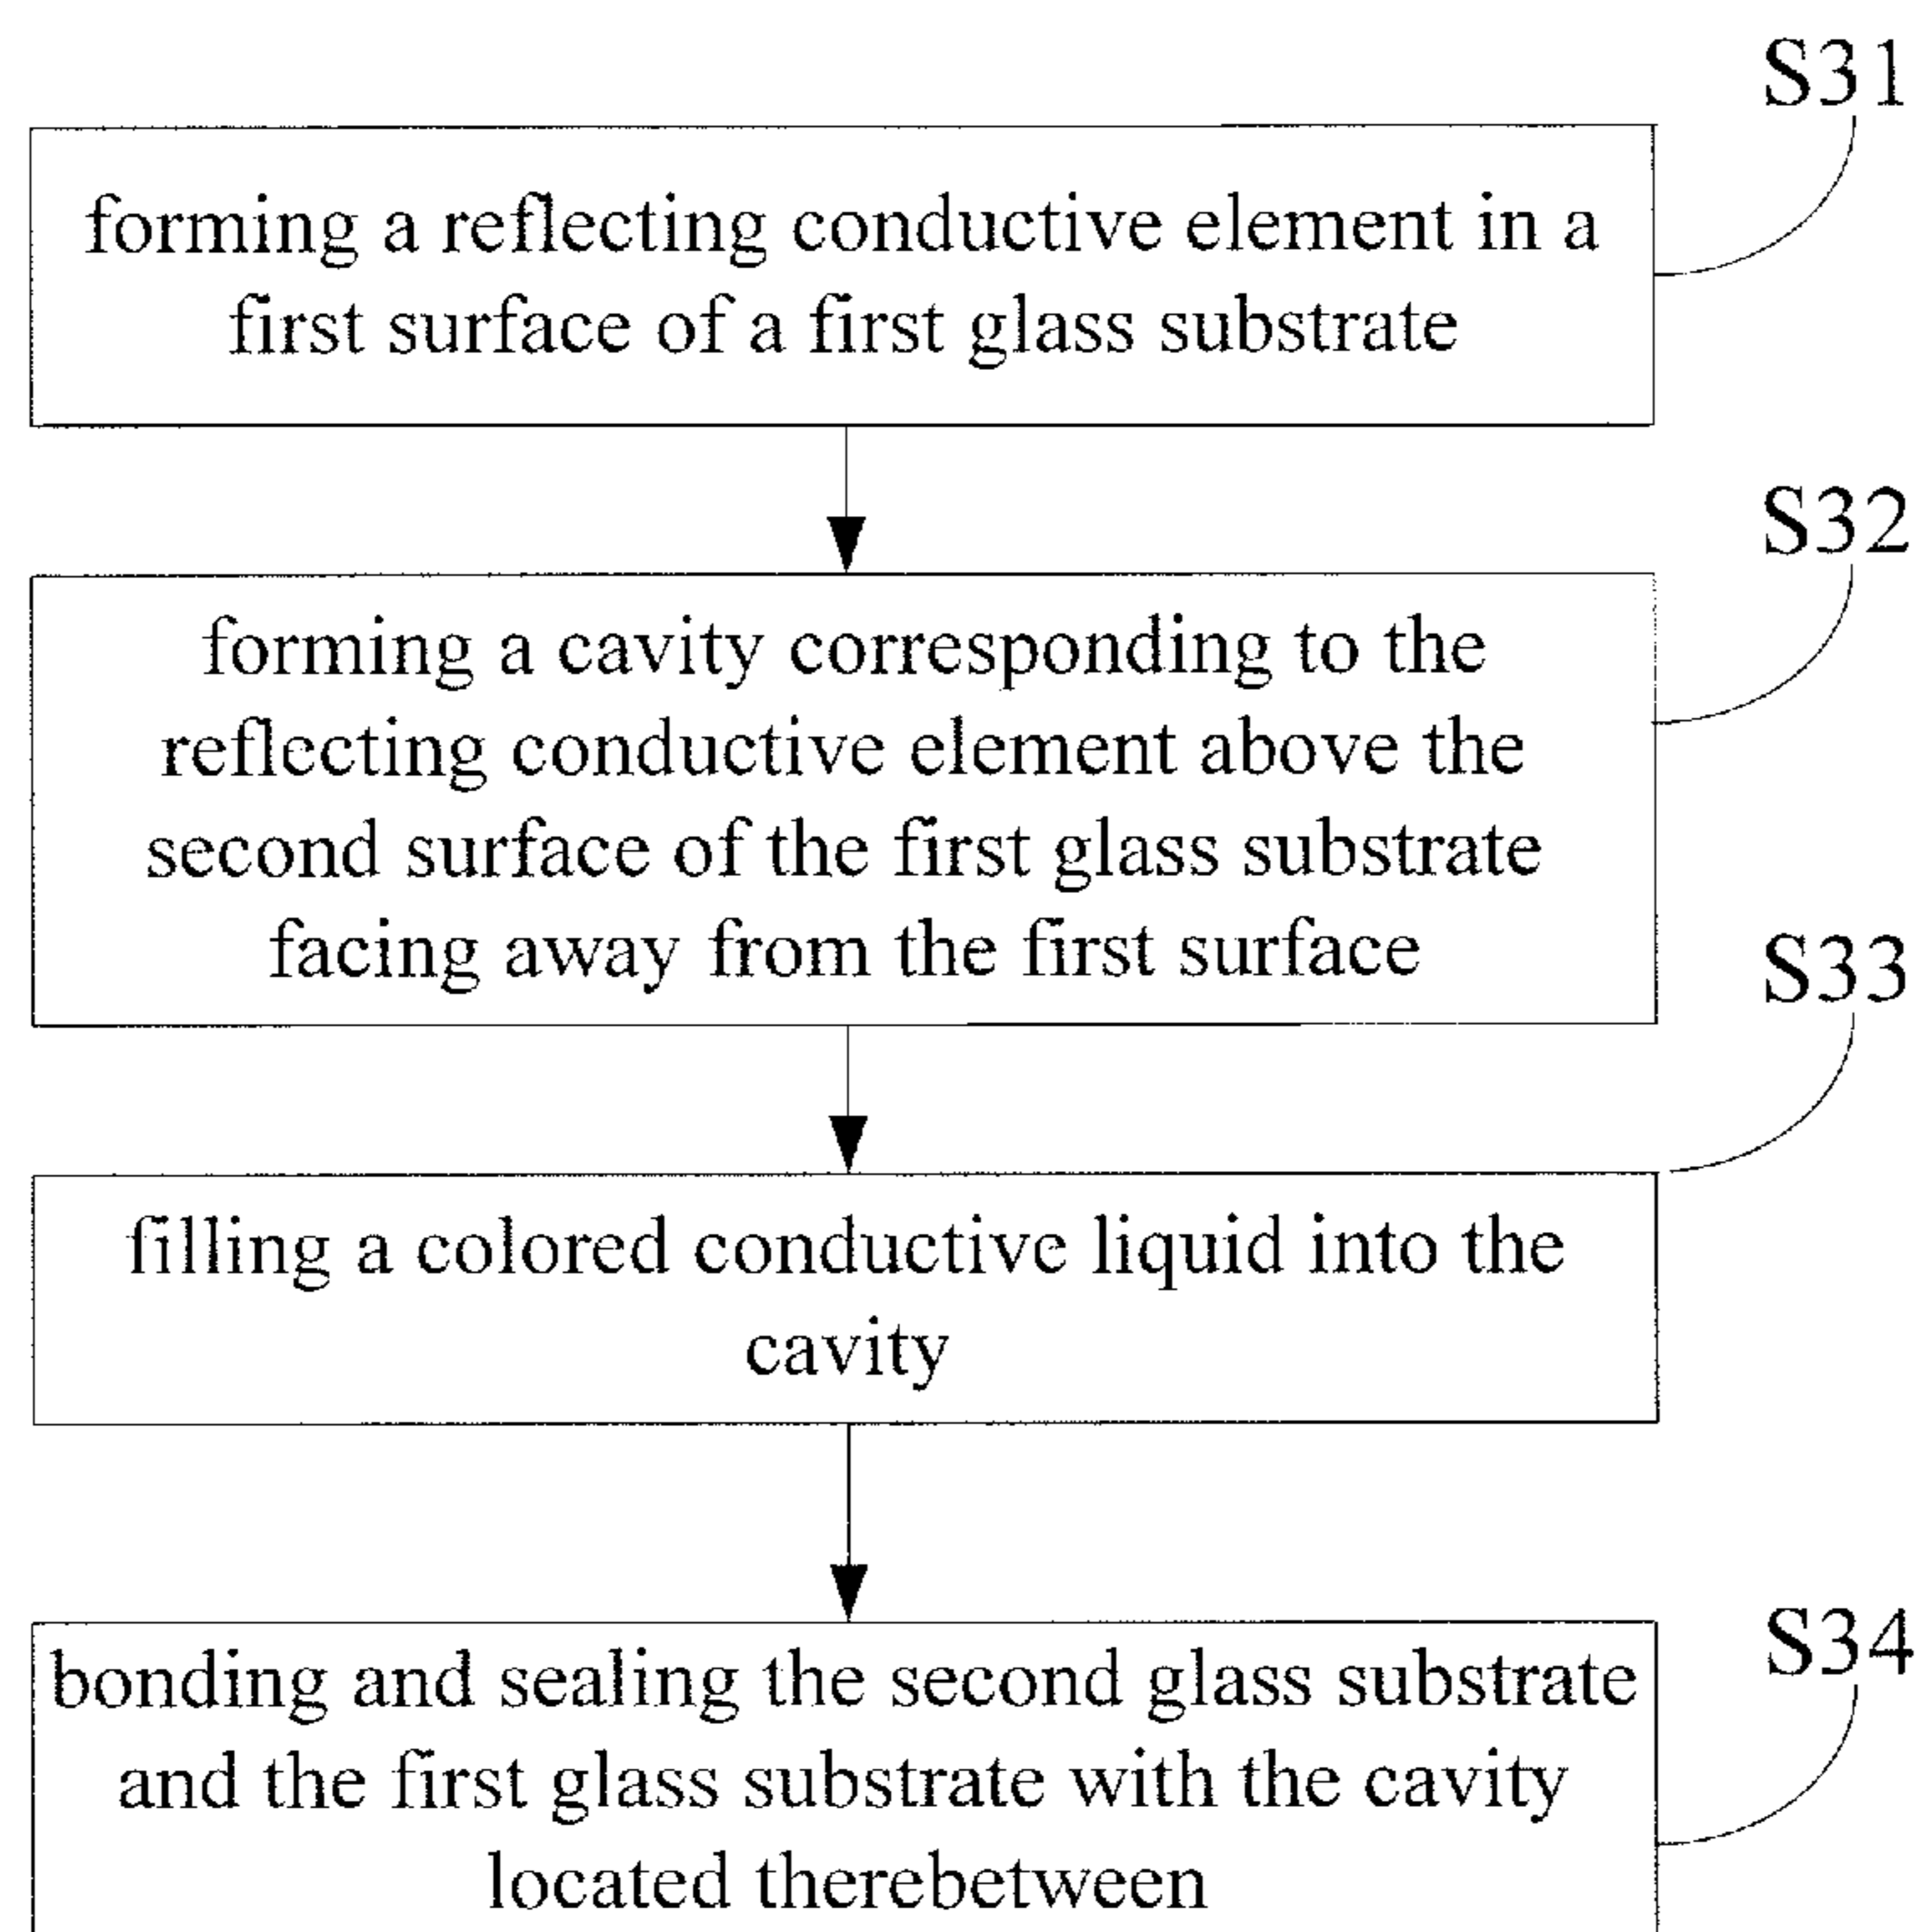 S31
forming a reflecting conductive element in a
first surface of a first glass substrate
S32
forming a cavity corresponding to the
reflecting conductive element above the
second surface of the first glass substrate
facing away from the first surface
S33
filling a colored conductive liquid into the
cavity
S34
bonding and sealing the second glass substrate
and the first glass substrate with the cavity
located therebetween